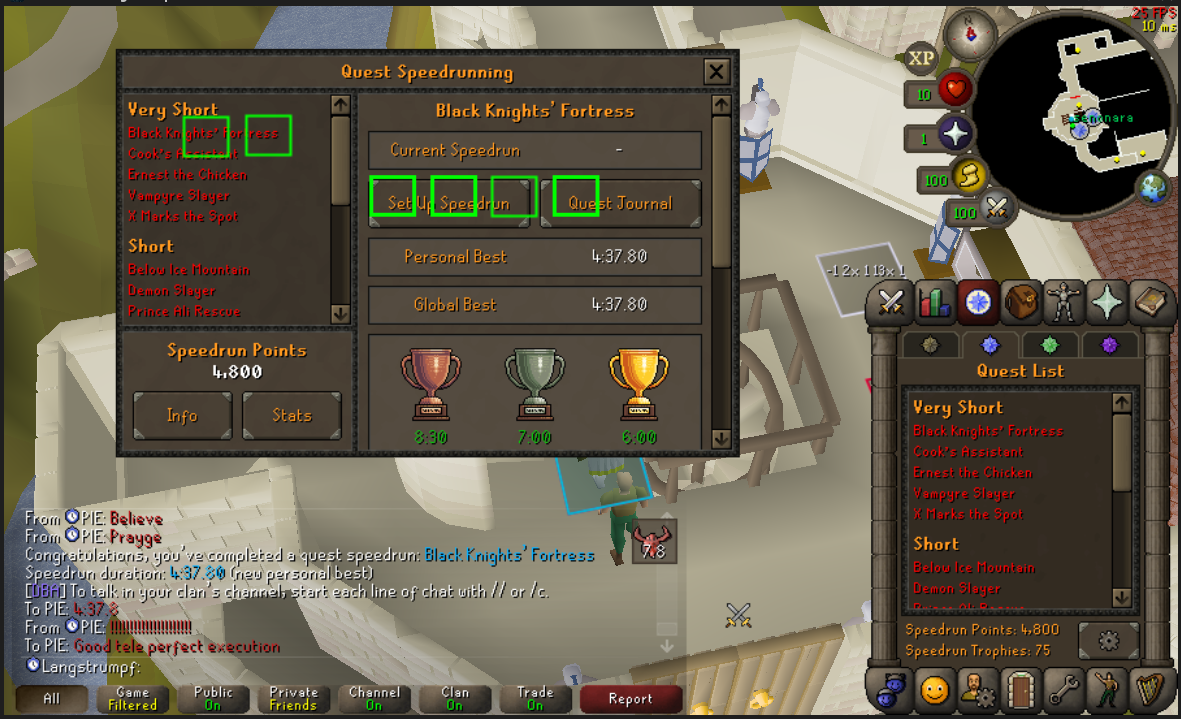 25 FPS
10 ms
Quest Speedrunning
Very Short
Black Knights' Fortress
Cook's Assistant
Ernest the Chicken
Vampyre Slayer
X Marks the Spot
Short
Below Ice Mountain
Demon Slayer
Prince Ali Rescue
Speedrun Points
4,800
Info
Stats
Black Knights' Fortress
Current Speedrun -
Set Up Speedrun
Quest Journal
Personal Best 4:37.80
Global Best 4:37.80
8:30
7:00
6:00
N
XP
10
1
100
100
-12x 113x 1
Quest List
Very Short
Black Knights' Fortress
Cook's Assistant
Ernest the Chicken
Vampyre Slayer
X Marks the Spot
Short
Below Ice Mountain
Demon Slayer
Prince Ali Rescue
Speedrun Points: 4,800
Speedrun Trophies: 75
7.8
From PIE: Believe
From PIE: Prayge
Congratulations, you've completed a quest speedrun: Black Knights' Fortress
Speedrun duration: 4:37.80 (new personal best)
[UBA] To talk in your clan's channel, start each line of chat with // or /c.
To PIE: 4:37.8
From PIE: !!!!!!!!!!!!!!!!!!!!
To PIE: Good tele perfect execution
Langstrumpf:
All
Game
Filtered
Public
On
Private
Friends
Channel
On
Clan
On
Trade
On
Report